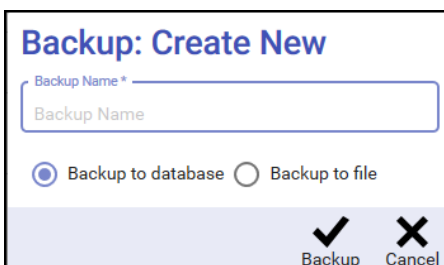 Backup: Create New
Backup Name *
Backup Name
Backup to database Backup to file
Backup Cancel